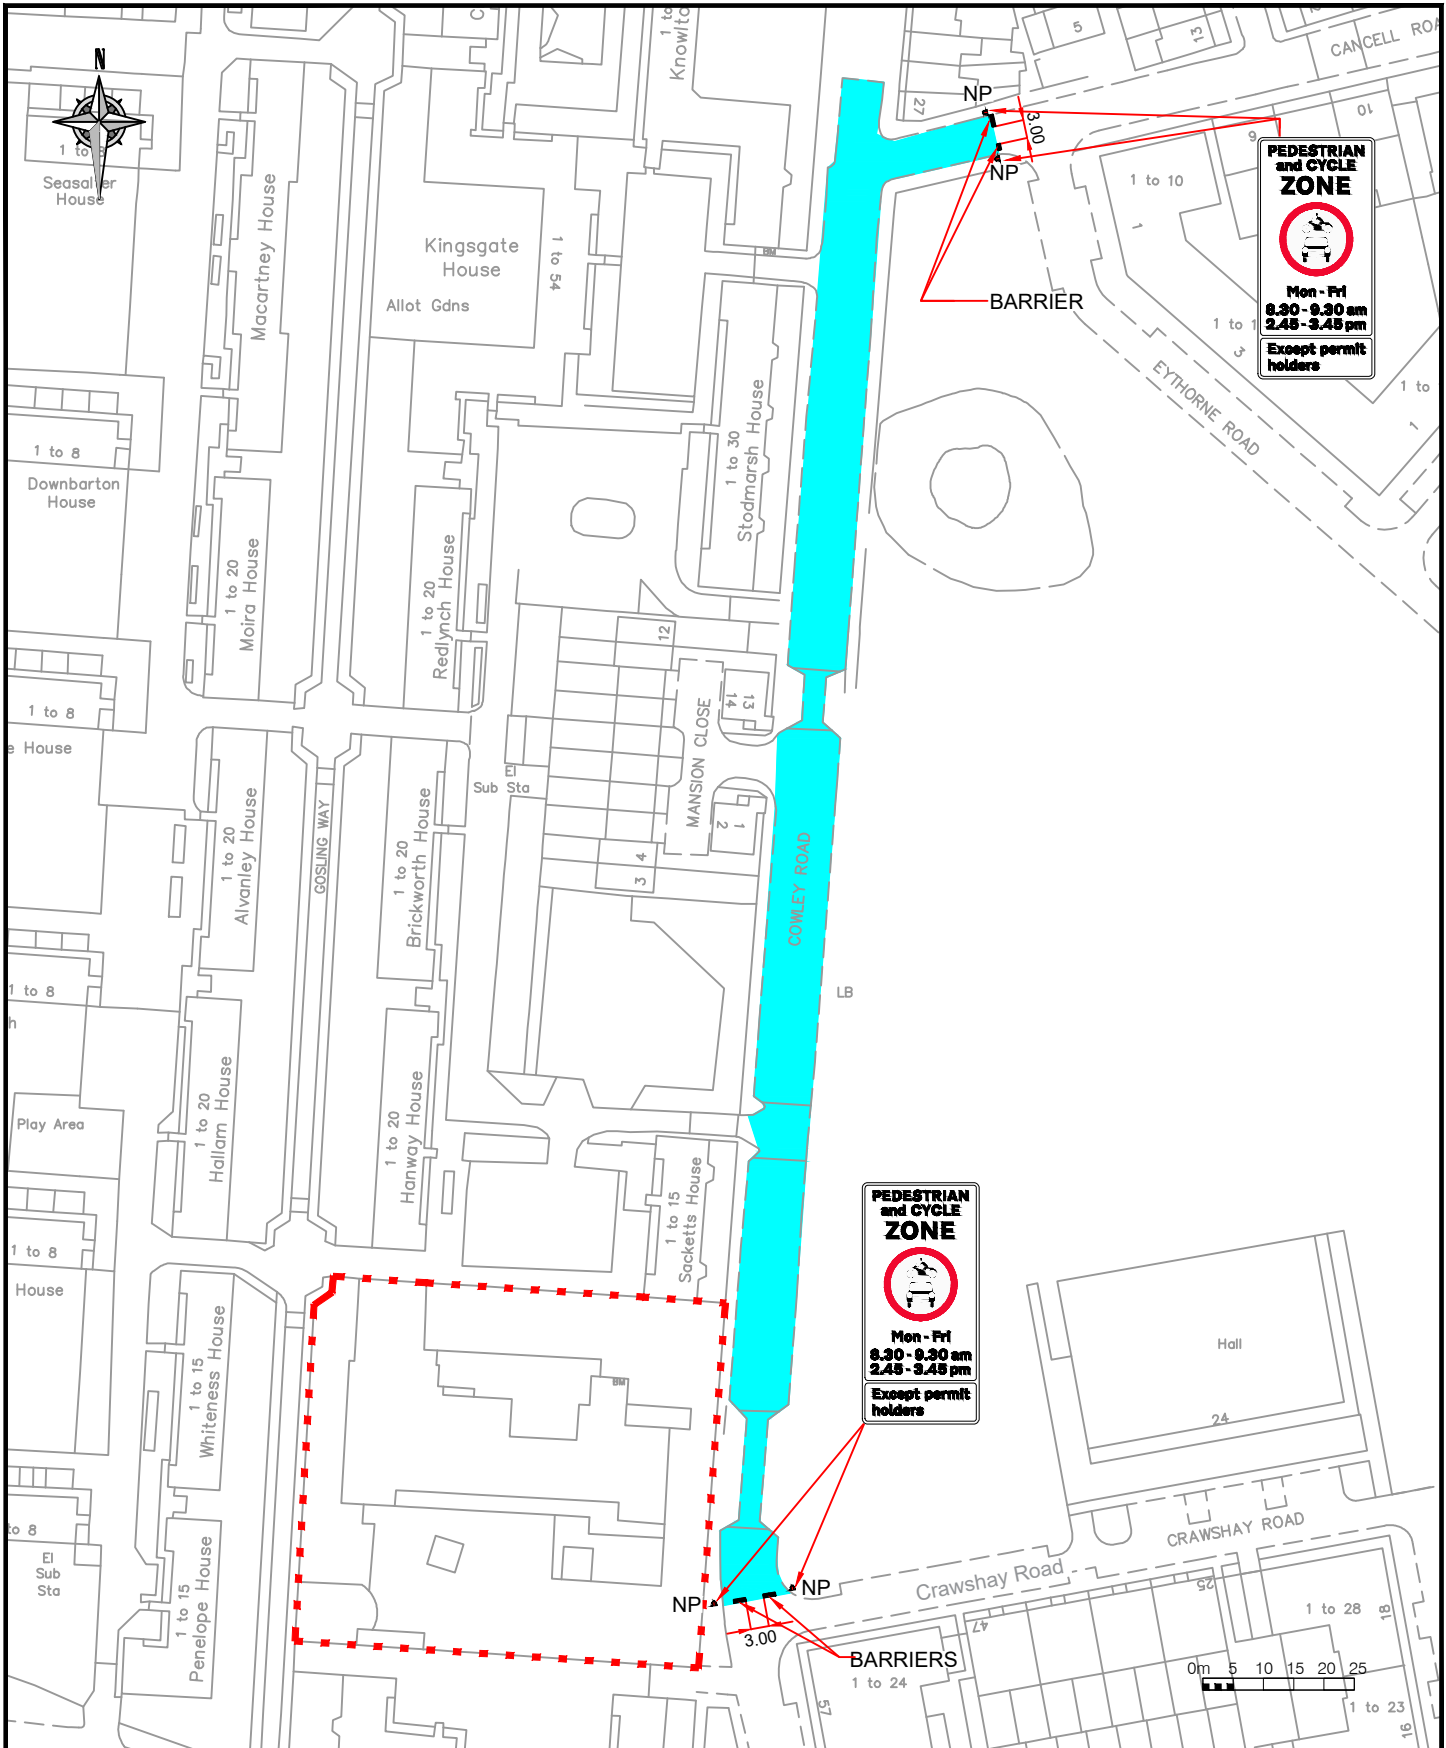 N
1 to 8
Seasalter
House
Macartney House
Kingsgate
House
Allot Gdns
1 to 54
1 to
Knowlto
C
5
13
2
CANCELL ROA
27
NP
3.00
NP
BARRIER
1 to 10
1
6
10
3
1 to 1
1 to
1
EYTHORNE ROAD
PEDESTRIAN
and CYCLE
ZONE
Mon - Fri
8.30 - 9.30 am
2.45 - 3.45 pm
Except permit
holders
BM
1 to 30
Stodmarsh House
1 to 8
Downbarton
House
1 to 20
Moira House
1 to 20
Redlynch House
12
13
14
MANSION CLOSE
1
2
4
3
1 to 8
e House
El
Sub Sta
GOSLING WAY
1 to 20
Alvanley House
1 to 20
Brickworth House
COWLEY ROAD
LB
1 to 8
h
Play Area
1 to 20
Hallam House
1 to 20
Hanway House
1 to 15
Sacketts House
1 to 8
House
1 to 15
Whiteness House
BM
PEDESTRIAN
and CYCLE
ZONE
Mon - Fri
8.30 - 9.30 am
2.45 - 3.45 pm
Except permit
holders
Hall
24
CRAWSHAY ROAD
Crawshay Road
25
47
to 8
El
Sub
Sta
1 to 15
Penelope House
NP
NP
3.00
BARRIERS
1 to 24
57
1 to 28
18
0m 5 10 15 20 25
1 to 23
16